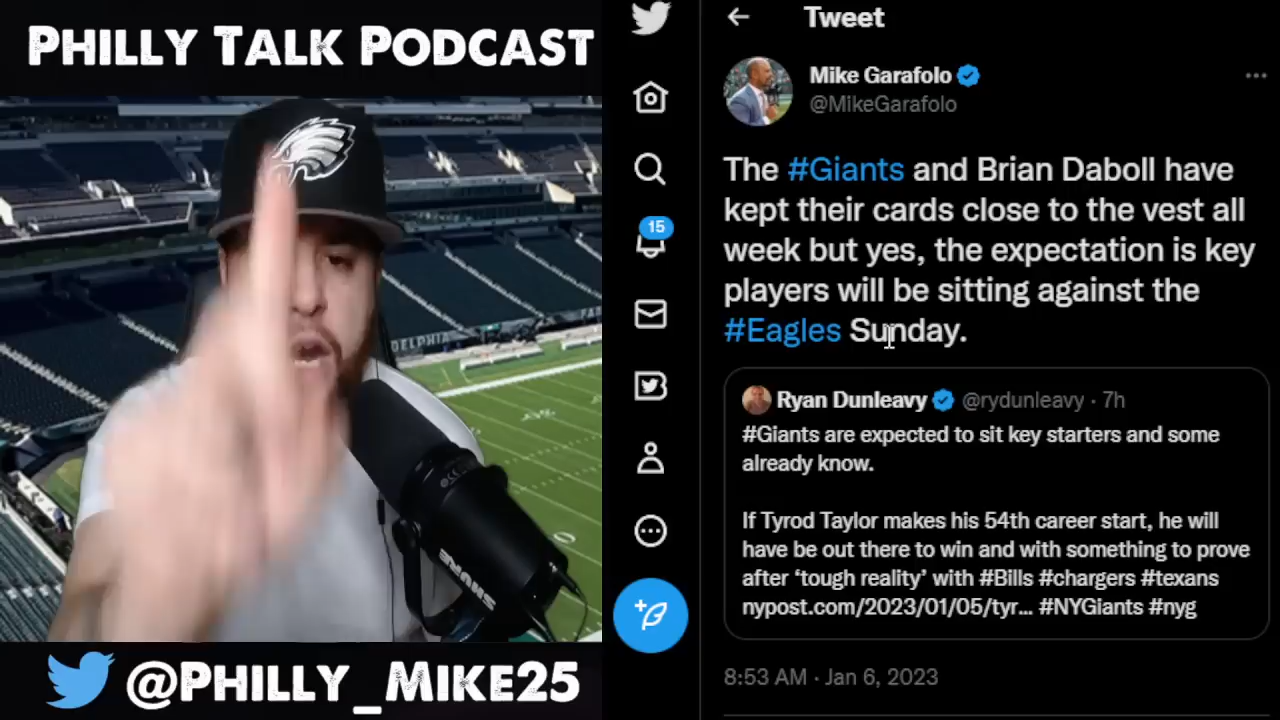 PHILLY TALK PODCAST
DELPHIA
SHURE
@PHILLY_MIKE25
Tweet
15
Mike Garafolo
@MikeGarafolo
The #Giants and Brian Daboll have
kept their cards close to the vest all
week but yes, the expectation is key
players will be sitting against the
#Eagles Sunday.
Ryan Dunleavy @rydunleavy · 7h
#Giants are expected to sit key starters and some
already know.
If Tyrod Taylor makes his 54th career start, he will
have be out there to win and with something to prove
after ‘tough reality’ with #Bills #chargers #texans
nypost.com/2023/01/05/tyr... #NYGiants #nyg
8:53 AM · Jan 6, 2023